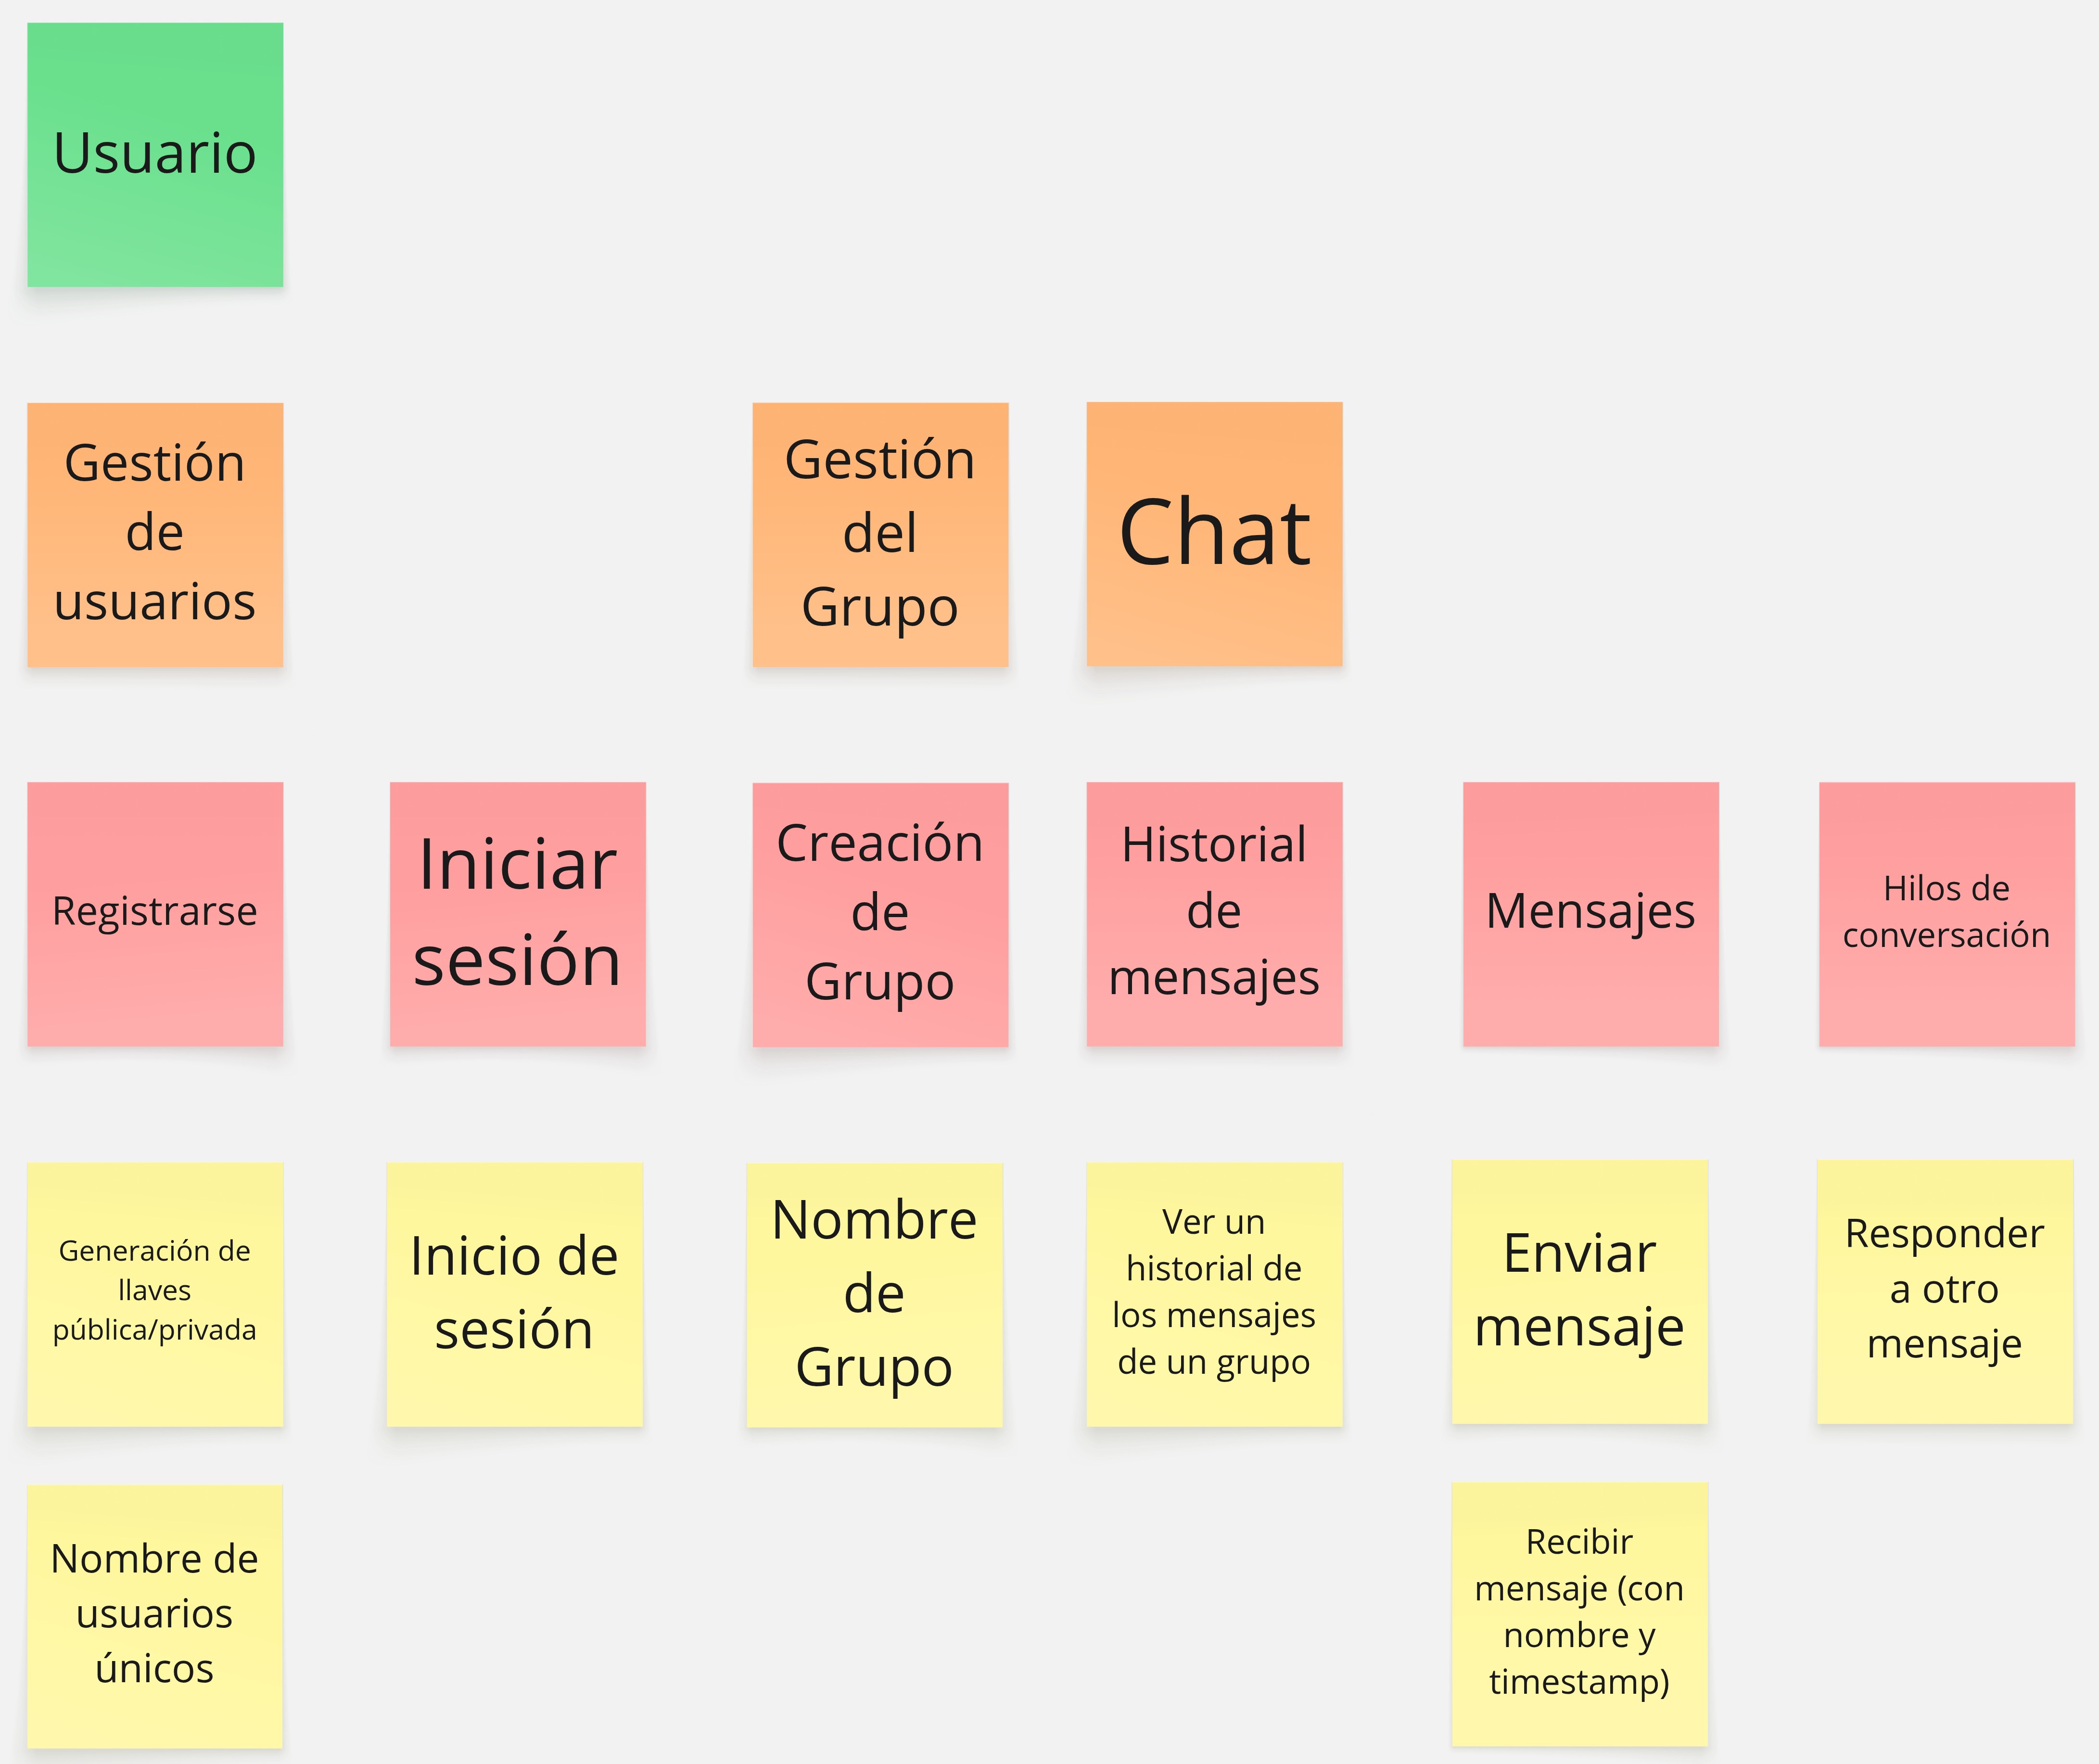 Usuario
Gestión
de
usuarios
Gestión
del
Grupo
Chat
Registrarse
Iniciar
sesión
Creación
de
Grupo
Historial
de
mensajes
Mensajes
Hilos de
conversación
Generación de
llaves
pública/privada
Inicio de
sesión
Nombre
de
Grupo
Ver un
historial de
los mensajes
de un grupo
Enviar
mensaje
Responder
a otro
mensaje
Nombre de
usuarios
únicos
Recibir
mensaje (con
nombre y
timestamp)